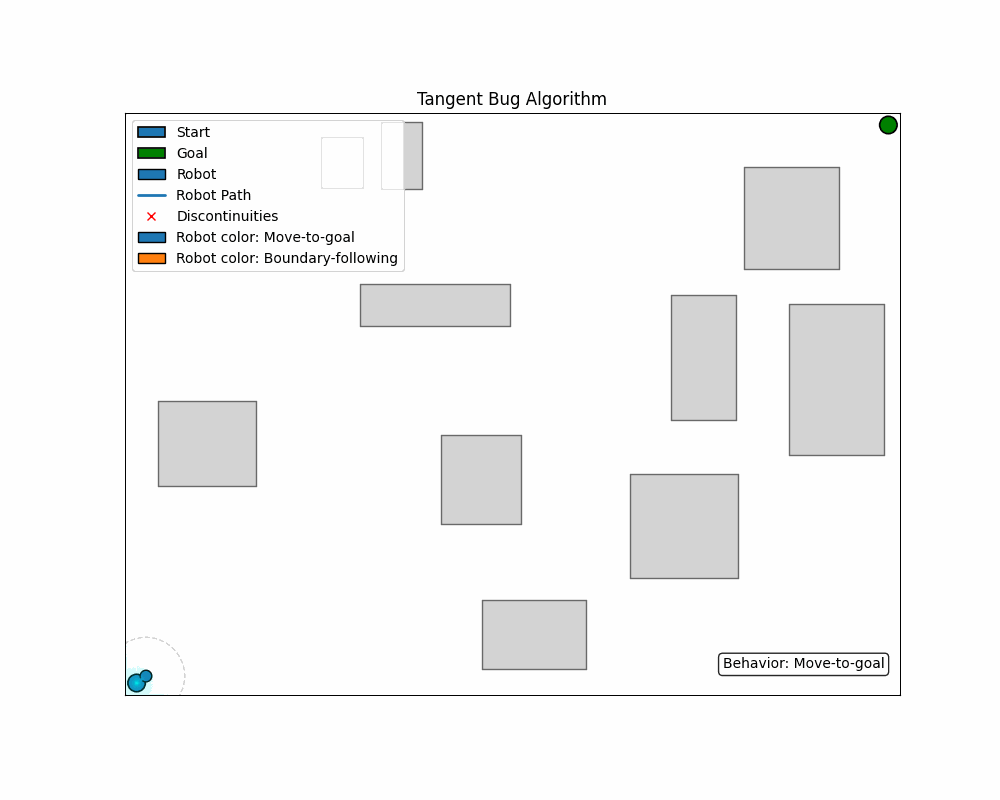 Tangent Bug Algorithm
Start
Goal
Robot
Robot Path
Discontinuities
Robot color: Move-to-goal
Robot color: Boundary-following
Behavior: Move-to-goal